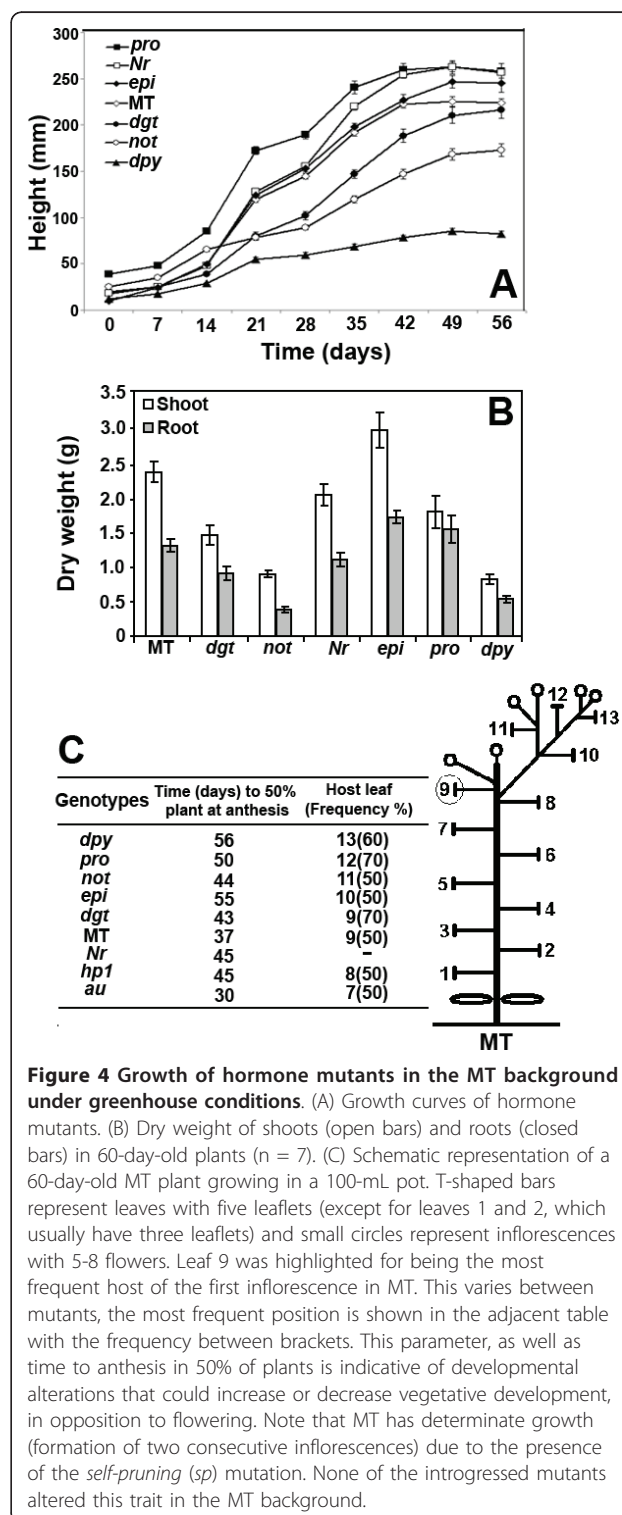 300
250
200
150
100
50
0
Height (mm)
pro
Nr
epi
MT
dgt
not
dpy
A
0 7 14 21 28 35 42 49 56
Time (days)
3.5
3.0
2.5
2.0
1.5
1.0
0.5
0
Dry weight (g)
Shoot
Root
B
MT dgt not Nr epi pro dpy
C
Genotypes Time (days) to 50% plant at anthesis Host leaf (Frequency %)
dpy 56 13(60)
pro 50 12(70)
not 44 11(50)
epi 55 10(50)
dgt 43 9(70)
MT 37 9(50)
Nr 45 –
hp1 45 8(50)
au 30 7(50)
12
11 13
10
9
8
7
6
5
4
3
2
1
MT
Figure 4 Growth of hormone mutants in the MT background
under greenhouse conditions. (A) Growth curves of hormone
mutants. (B) Dry weight of shoots (open bars) and roots (closed
bars) in 60-day-old plants (n = 7). (C) Schematic representation of a
60-day-old MT plant growing in a 100-mL pot. T-shaped bars
represent leaves with five leaflets (except for leaves 1 and 2, which
usually have three leaflets) and small circles represent inflorescences
with 5-8 flowers. Leaf 9 was highlighted for being the most
frequent host of the first inflorescence in MT. This varies between
mutants, the most frequent position is shown in the adjacent table
with the frequency between brackets. This parameter, as well as
time to anthesis in 50% of plants is indicative of developmental
alterations that could increase or decrease vegetative development,
in opposition to flowering. Note that MT has determinate growth
(formation of two consecutive inflorescences) due to the presence
of the self-pruning (sp) mutation. None of the introgressed mutants
altered this trait in the MT background.